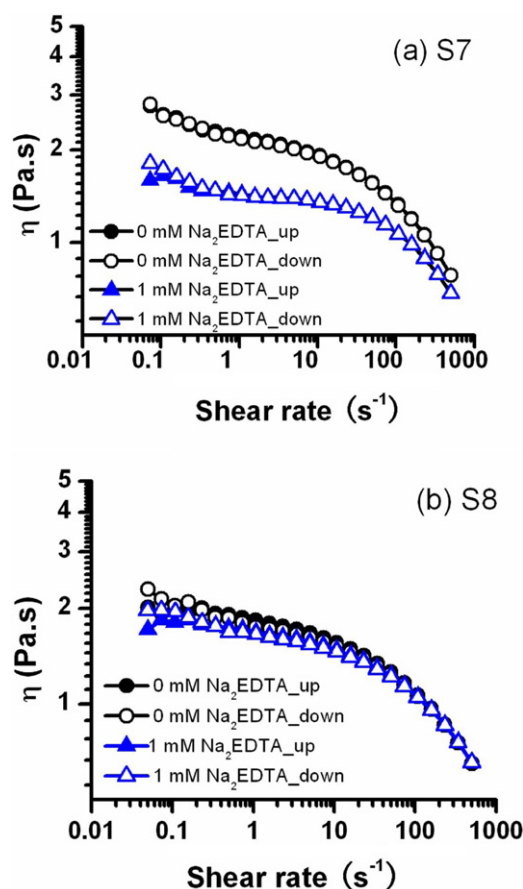 (a) S7
5
4
3
2
1
η (Pa.s)
0 mM Na₂EDTA_up
0 mM Na₂EDTA_down
1 mM Na₂EDTA_up
1 mM Na₂EDTA_down
0.01 0.1 1 10 100 1000
Shear rate (s⁻¹)
(b) S8
5
4
3
2
1
η (Pa.s)
0 mM Na₂EDTA_up
0 mM Na₂EDTA_down
1 mM Na₂EDTA_up
1 mM Na₂EDTA_down
0.01 0.1 1 10 100 1000
Shear rate (s⁻¹)